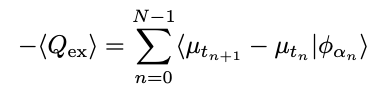 −⟨Q_ex⟩ = ∑_{n=0}^{N−1} ⟨μ_{t_{n+1}} − μ_{t_n}|ϕ_{α_n}⟩